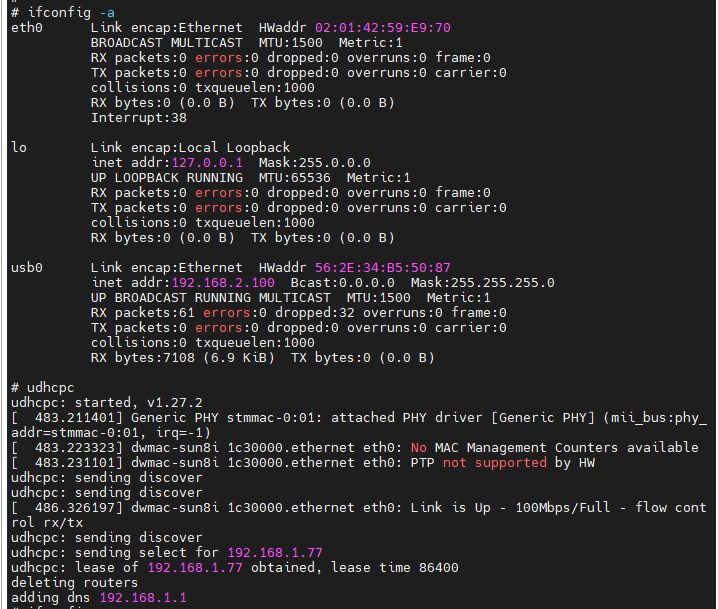 #
# ifconfig -a
eth0      Link encap:Ethernet  HWaddr 02:01:42:59:E9:70
          BROADCAST MULTICAST  MTU:1500  Metric:1
          RX packets:0 errors:0 dropped:0 overruns:0 frame:0
          TX packets:0 errors:0 dropped:0 overruns:0 carrier:0
          collisions:0 txqueuelen:1000
          RX bytes:0 (0.0 B)  TX bytes:0 (0.0 B)
          Interrupt:38

lo        Link encap:Local Loopback
          inet addr:127.0.0.1  Mask:255.0.0.0
          UP LOOPBACK RUNNING  MTU:65536  Metric:1
          RX packets:0 errors:0 dropped:0 overruns:0 frame:0
          TX packets:0 errors:0 dropped:0 overruns:0 carrier:0
          collisions:0 txqueuelen:1000
          RX bytes:0 (0.0 B)  TX bytes:0 (0.0 B)

usb0      Link encap:Ethernet  HWaddr 56:2E:34:B5:50:87
          inet addr:192.168.2.100  Bcast:0.0.0.0  Mask:255.255.255.0
          UP BROADCAST RUNNING MULTICAST  MTU:1500  Metric:1
          RX packets:61 errors:0 dropped:32 overruns:0 frame:0
          TX packets:0 errors:0 dropped:0 overruns:0 carrier:0
          collisions:0 txqueuelen:1000
          RX bytes:7108 (6.9 KiB)  TX bytes:0 (0.0 B)

# udhcpc
udhcpc: started, v1.27.2
[  483.211401] Generic PHY stmmac-0:01: attached PHY driver [Generic PHY] (mii_bus:phy_
addr=stmmac-0:01, irq=-1)
[  483.223323] dwmac-sun8i 1c30000.ethernet eth0: No MAC Management Counters available
[  483.231101] dwmac-sun8i 1c30000.ethernet eth0: PTP not supported by HW
udhcpc: sending discover
udhcpc: sending discover
[  486.326197] dwmac-sun8i 1c30000.ethernet eth0: Link is Up - 100Mbps/Full - flow cont
rol rx/tx
udhcpc: sending discover
udhcpc: sending select for 192.168.1.77
udhcpc: lease of 192.168.1.77 obtained, lease time 86400
deleting routers
adding dns 192.168.1.1